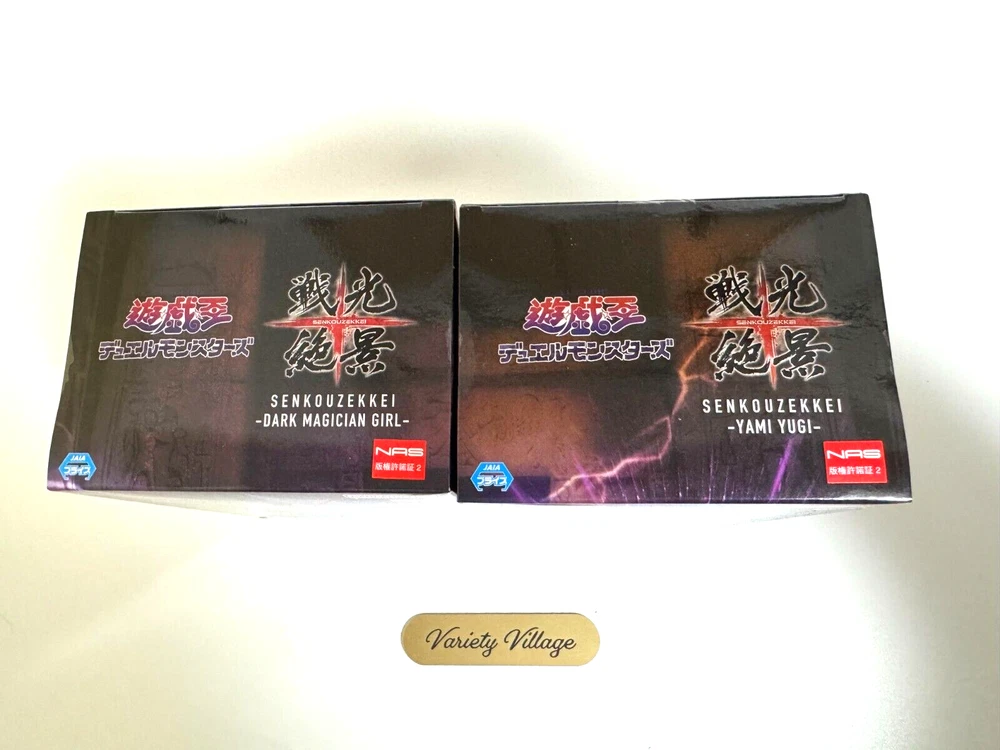 遊戯王
デュエルモンスターズ
戦光
SENKOUZEKKEI
絶景
SENKOUZEKKEI
-DARK MAGICIAN GIRL-
JAIA
プライズ
NAS
版権許諾証 2
遊戯王
デュエルモンスターズ
戦光
SENKOUZEKKEI
絶景
SENKOUZEKKEI
-YAMI YUGI-
JAIA
プライズ
NAS
版権許諾証 2
Variety Village